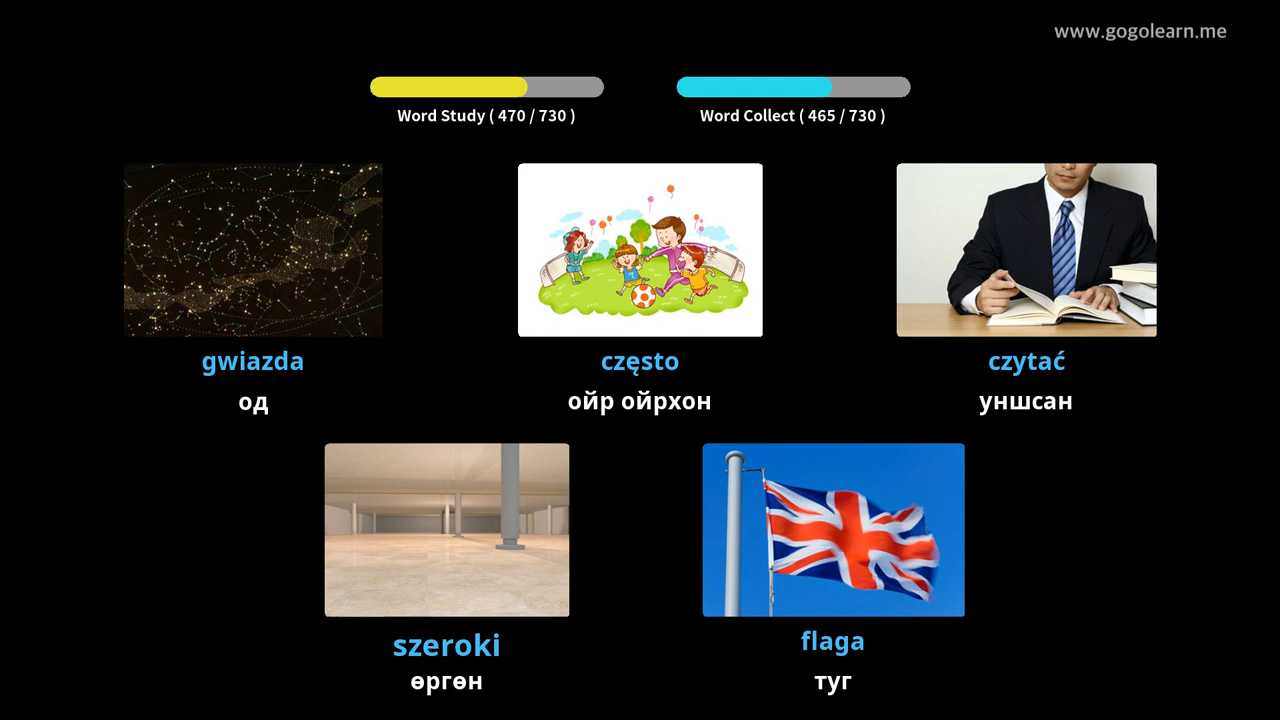 www.gogolearn.me
Word Study ( 470 / 730 )
Word Collect ( 465 / 730 )
gwiazda
од
często
ойр ойрхон
czytać
уншсан
szeroki
өргөн
flaga
туг